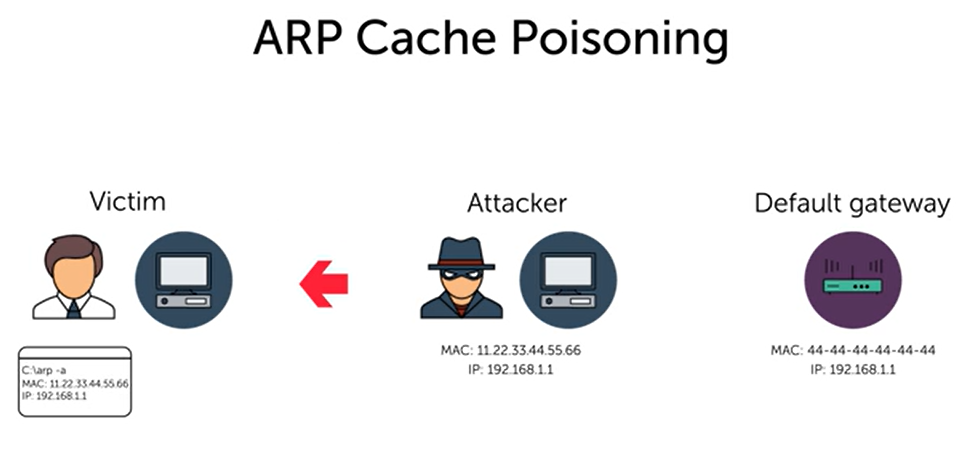 ARP Cache Poisoning
Victim
Attacker
Default gateway
C:\arp -a
MAC: 11.22.33.44.55.66
IP: 192.168.1.1
MAC: 11.22.33.44.55.66
IP: 192.168.1.1
MAC: 44-44-44-44-44-44
IP: 192.168.1.1